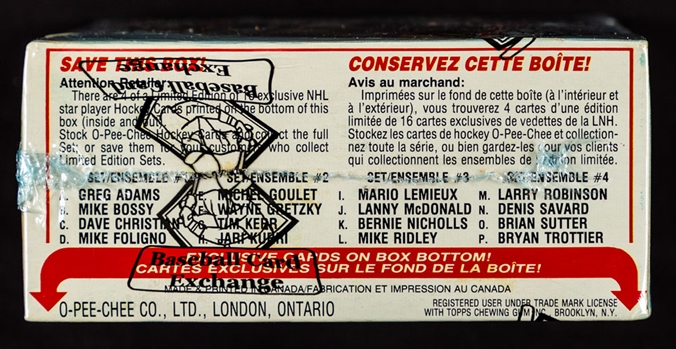 SAVE THIS BOX!
Attention Retailer:
There are 4 of a Limited Edition of 16 exclusive NHL
star player Hockey Cards printed on the bottom of this
box (inside and out).
Stock O-Pee-Chee Hockey Cards and collect the full
Set, or save them for your customers who collect
Limited Edition Sets.
CONSERVEZ CETTE BOÎTE!
Avis au marchand:
Imprimées sur le fond de cette boîte (à l'intérieur et
à l'extérieur), vous trouverez 4 cartes d'une édition
limitée de 16 cartes exclusives de vedettes de la LNH.
Stockez les cartes de hockey O-Pee-Chee et collection-
nez toute la série, ou bien gardez-les pour vos clients
qui collectionnent les ensembles de édition limitée.
SET/ENSEMBLE #1
GREG ADAMS
B. MIKE BOSSY
C. DAVE CHRISTIAN
D. MIKE FOLIGNO
SET/ENSEMBLE #2
E. MICHEL GOULET
F. WAYNE GRETZKY
G. TIM KERR
H. JARI KURRI
SET/ENSEMBLE #3
I. MARIO LEMIEUX
J. LANNY McDONALD
K. BERNIE NICHOLLS
L. MIKE RIDLEY
SET/ENSEMBLE #4
M. LARRY ROBINSON
N. DENIS SAVARD
O. BRIAN SUTTER
P. BRYAN TROTTIER
EXCLUSIVE CARDS ON BOX BOTTOM!
CARTES EXCLUSIVES SUR LE FOND DE LA BOÎTE!
MADE & PRINTED IN CANADA/FABRICATION ET IMPRESSION AU CANADA
O-PEE-CHEE CO., LTD., LONDON, ONTARIO
REGISTERED USER UNDER TRADE MARK LICENSE
WITH TOPPS CHEWING GUM INC., BROOKLYN, N.Y.
Baseball Card
Exchange
Baseball Card
Exchange